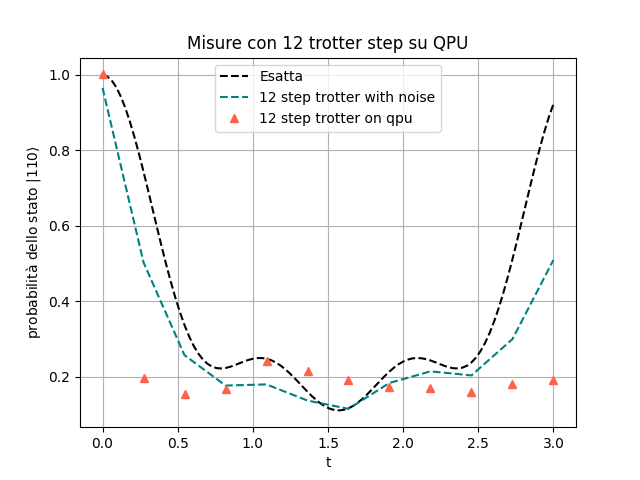 Misure con 12 trotter step su QPU
Esatta
12 step trotter with noise
12 step trotter on qpu
probabilità dello stato |110⟩
1.0
0.8
0.6
0.4
0.2
0.0 0.5 1.0 1.5 2.0 2.5 3.0
t